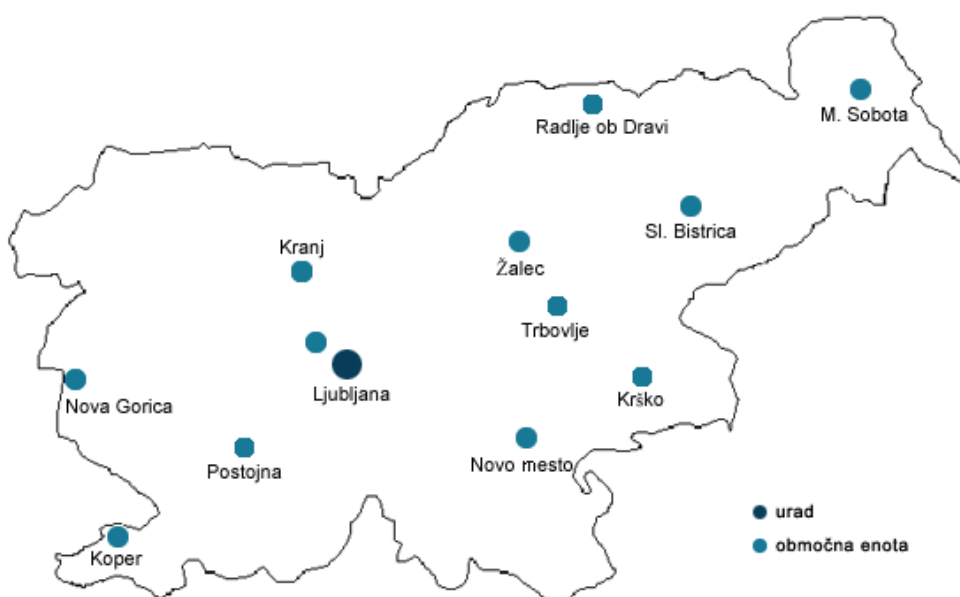 M. Sobota
Radlje ob Dravi
Sl. Bistrica
Kranj
Žalec
Trbovlje
Ljubljana
Krško
Nova Gorica
Postojna
Novo mesto
urad
območna enota
Koper